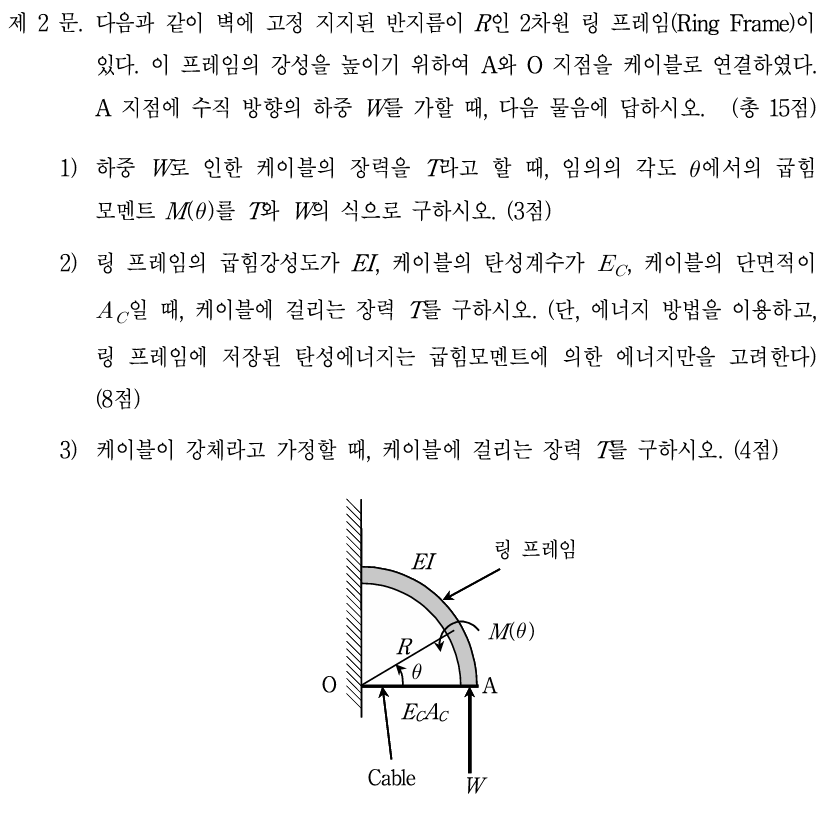 제 2 문. 다음과 같이 벽에 고정 지지된 반지름이 R인 2차원 링 프레임(Ring Frame)이
있다. 이 프레임의 강성을 높이기 위하여 A와 O 지점을 케이블로 연결하였다.
A 지점에 수직 방향의 하중 W를 가할 때, 다음 물음에 답하시오. (총 15점)
1) 하중 W로 인한 케이블의 장력을 T라고 할 때, 임의의 각도 θ에서의 굽힘
모멘트 M(θ)를 T와 W의 식으로 구하시오. (3점)
2) 링 프레임의 굽힘강성도가 EI, 케이블의 탄성계수가 E_C, 케이블의 단면적이
A_C일 때, 케이블에 걸리는 장력 T를 구하시오. (단, 에너지 방법을 이용하고,
링 프레임에 저장된 탄성에너지는 굽힘모멘트에 의한 에너지만을 고려한다)
(8점)
3) 케이블이 강체라고 가정할 때, 케이블에 걸리는 장력 T를 구하시오. (4점)
링 프레임
EI
M(θ)
R
θ
O
A
E_CA_C
Cable
W